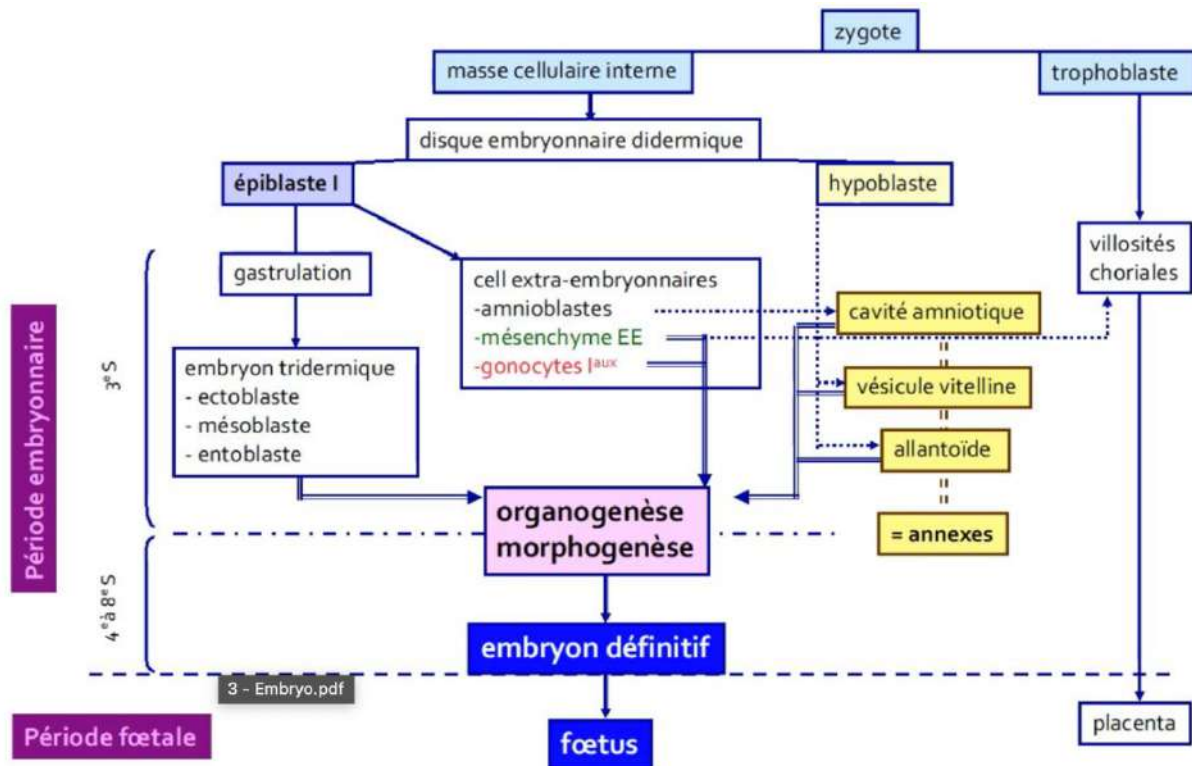 zygote
masse cellulaire interne
trophoblaste
disque embryonnaire didermique
épiblaste I
hypoblaste
gastrulation
cell extra-embryonnaires
-amnioblastes
-mésenchyme EE
-gonocytes Iaux
villosités
choriales
cavité amniotique
vésicule vitelline
allantoïde
= annexes
embryon tridermique
- ectoblaste
- mésoblaste
- entoblaste
Période embryonnaire
3e S
4e à 8e S
organogenèse
morphogenèse
embryon définitif
3 - Embryo.pdf
Période fœtale
fœtus
placenta